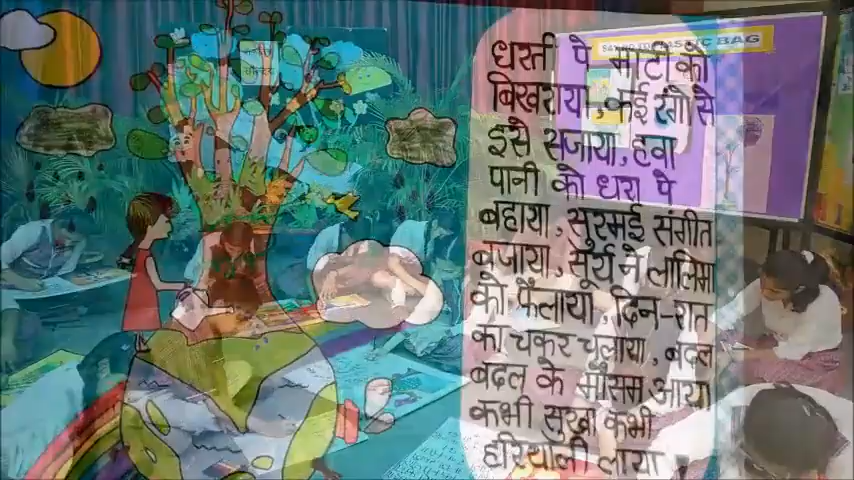 धरती पे माटी को
बिखराया, कई रंगो से
इसे सजाया, हवा
पानी को धरा पे
बहाया, सुरमई संगीत
बजाया, सूर्य ने लालिमा
को फैलाया, दिन-रात
का चक्कर चलाया, बदल
बदल के मौसम आया
कभी सुखा कभी
हरियाली लाया
BAG